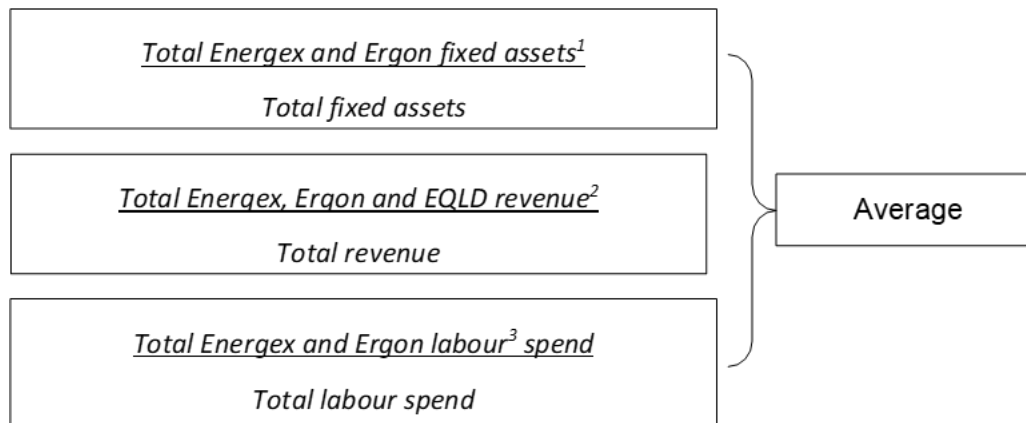 Total Energex and Ergon fixed assets¹
Total fixed assets
Total Energex, Ergon and EQLD revenue²
Total revenue
Total Energex and Ergon labour³ spend
Total labour spend
Average